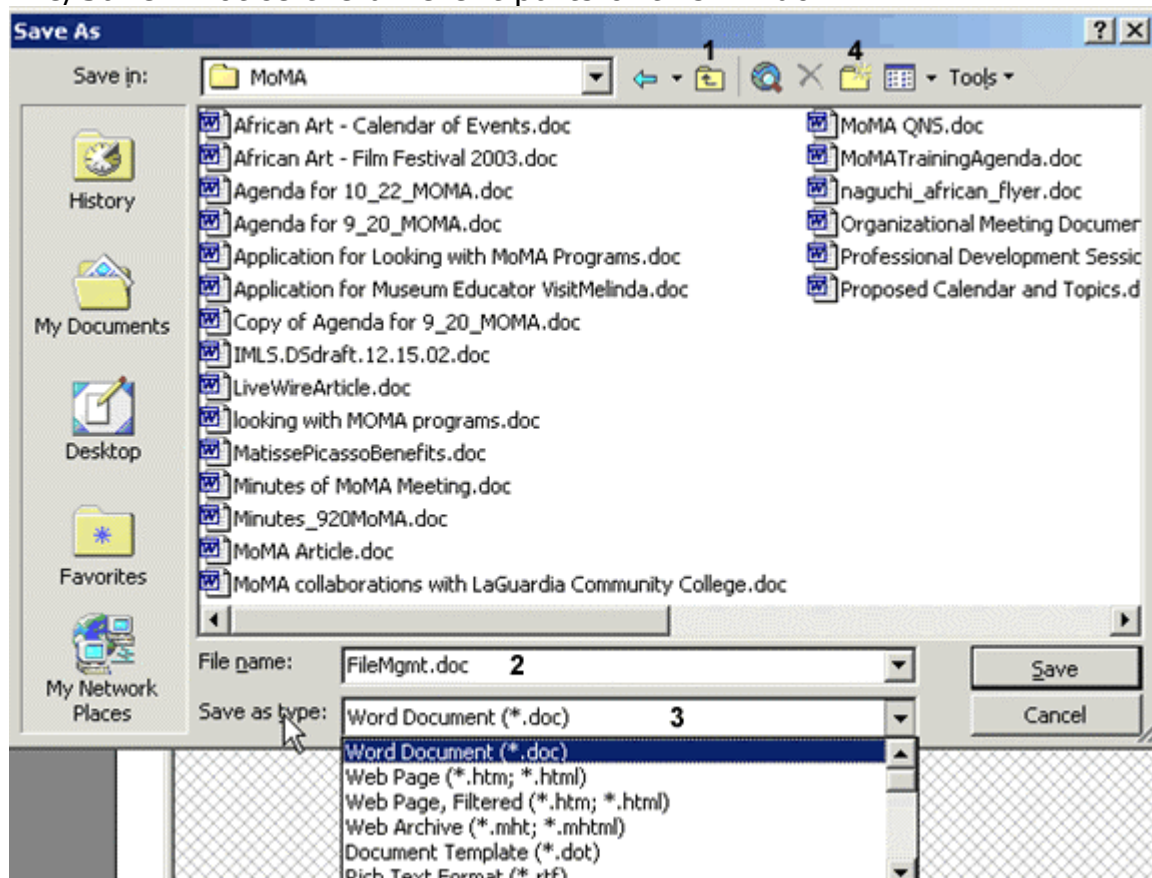 Save As
1
4
Save in:
MoMA
Tools
History
My Documents
Desktop
Favorites
My Network
Places
African Art - Calendar of Events.doc
African Art - Film Festival 2003.doc
Agenda for 10_22_MOMA.doc
Agenda for 9_20_MOMA.doc
Application for Looking with MoMA Programs.doc
Application for Museum Educator VisitMelinda.doc
Copy of Agenda for 9_20_MOMA.doc
IMLS.DSdraft.12.15.02.doc
LiveWireArticle.doc
looking with MOMA programs.doc
MatissePicassoBenefits.doc
Minutes of MoMA Meeting.doc
Minutes_920MoMA.doc
MoMA Article.doc
MoMA collaborations with LaGuardia Community College.doc
MoMA QNS.doc
MoMATrainingAgenda.doc
naguchi_african_flyer.doc
Organizational Meeting Documer
Professional Development Sessic
Proposed Calendar and Topics.d
File name:
FileMgmt.doc
2
Save
Save as type:
Word Document (*.doc)
3
Cancel
Word Document (*.doc)
Web Page (*.htm; *.html)
Web Page, Filtered (*.htm; *.html)
Web Archive (*.mht; *.mhtml)
Document Template (*.dot)
Rich Text Format (*.rtf)